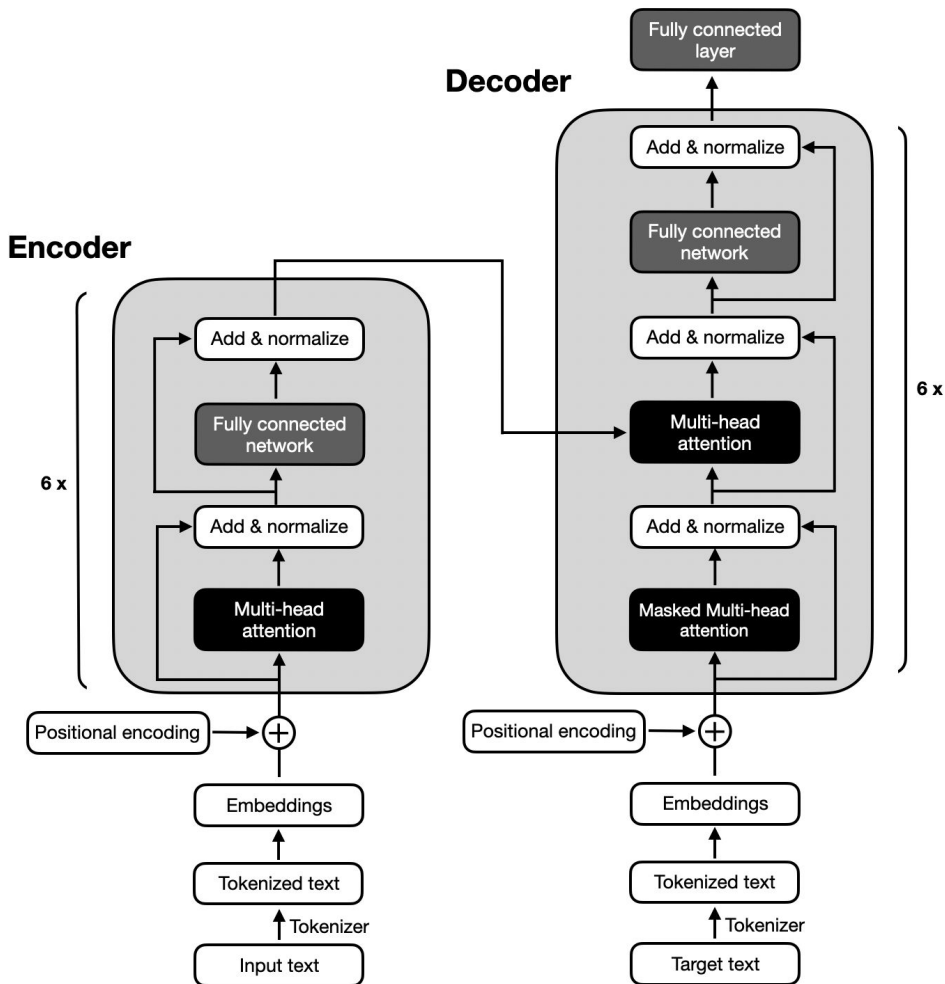 Encoder
6 x
Add & normalize
Fully connected
network
Add & normalize
Multi-head
attention
Positional encoding
+
Embeddings
Tokenized text
Tokenizer
Input text
Decoder
Fully connected
layer
6 x
Add & normalize
Fully connected
network
Add & normalize
Multi-head
attention
Add & normalize
Masked Multi-head
attention
Positional encoding
+
Embeddings
Tokenized text
Tokenizer
Target text